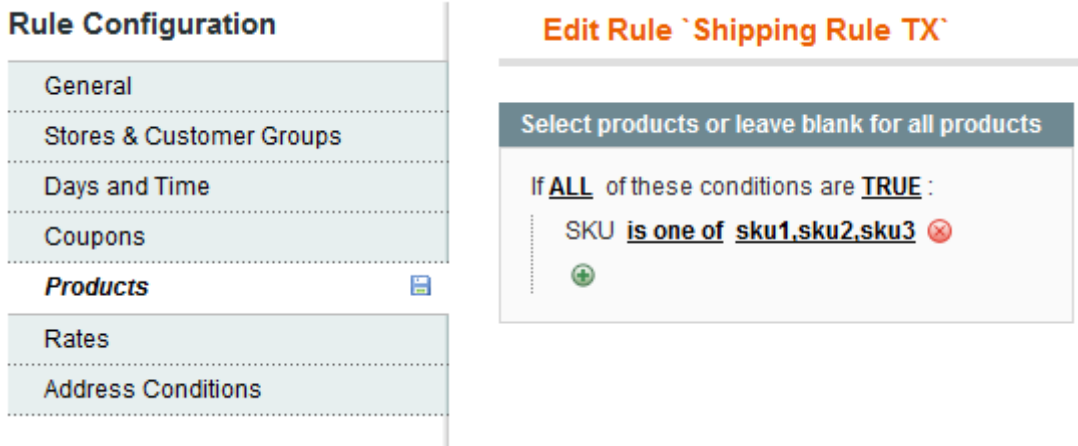 Rule Configuration
General
Stores & Customer Groups
Days and Time
Coupons
Products
Rates
Address Conditions
Edit Rule `Shipping Rule TX`
Select products or leave blank for all products
If ALL of these conditions are TRUE :
SKU is one of sku1,sku2,sku3